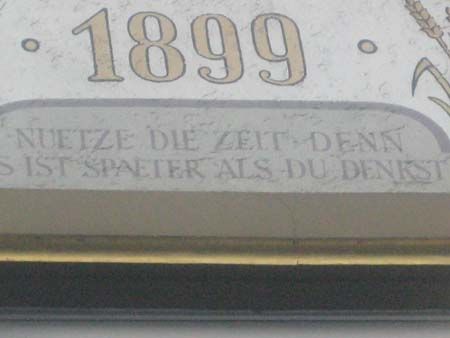 · 1899 ·
NUETZE DIE ZEIT · DENN
S IST SPAETER ALS DU DENKST